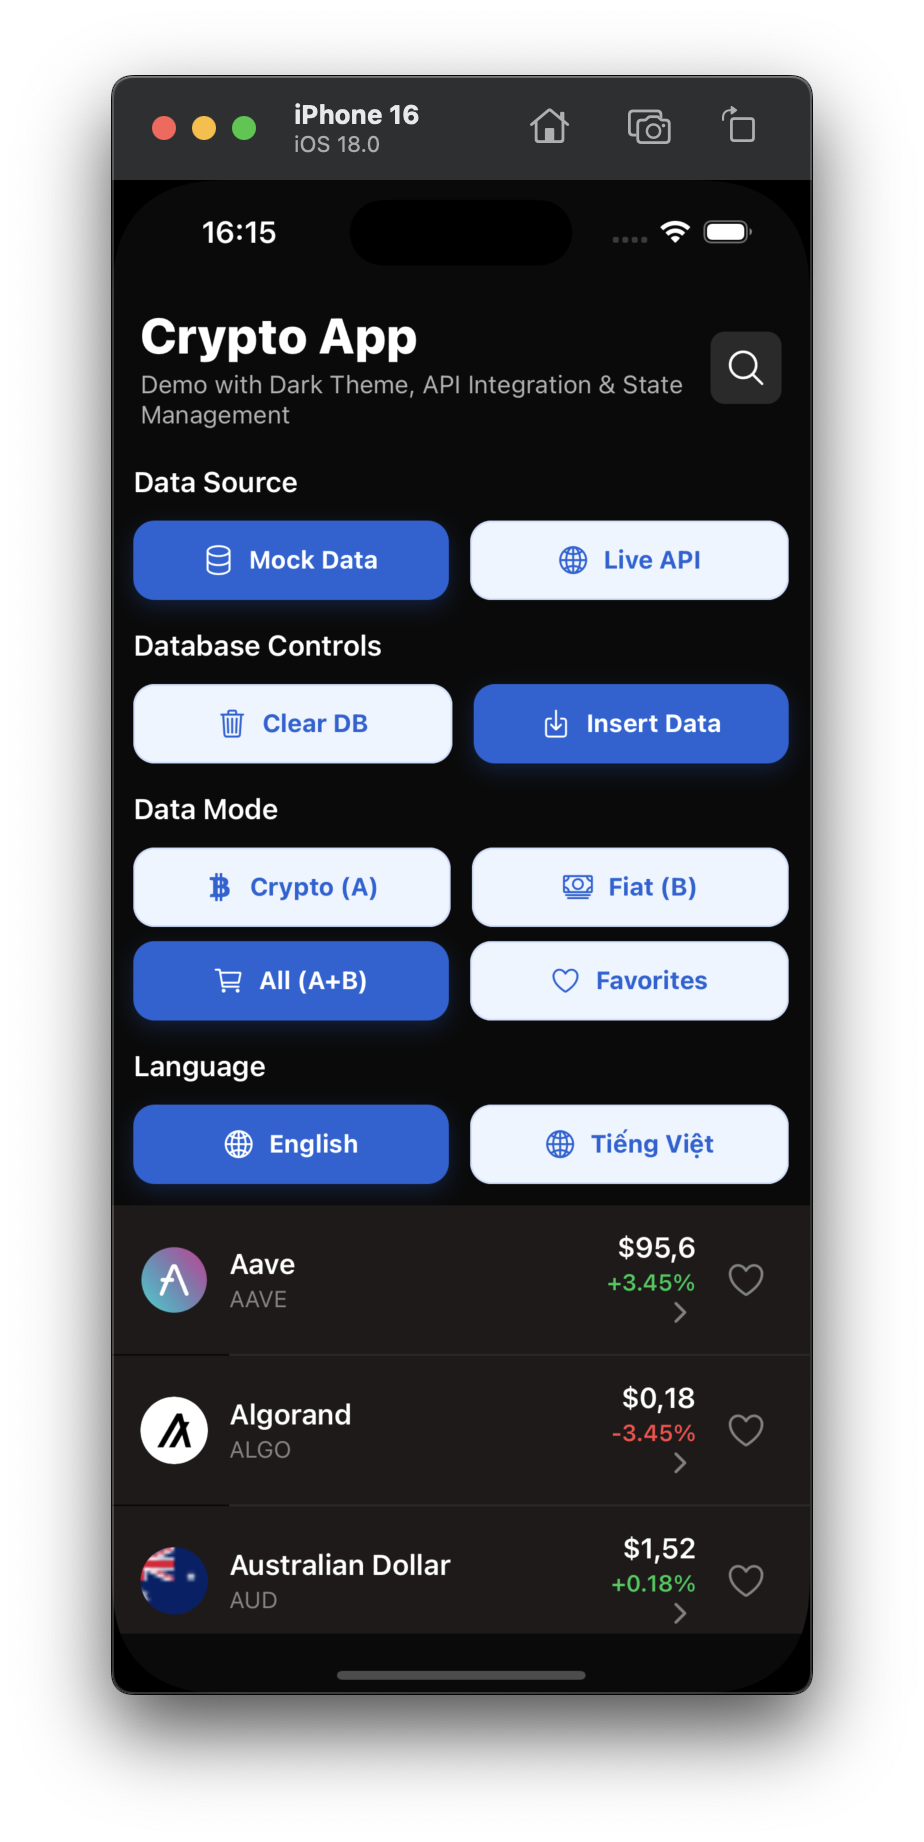 iPhone 16
iOS 18.0
16:15
Crypto App
Demo with Dark Theme, API Integration & State
Management
Data Source
Mock Data
Live API
Database Controls
Clear DB
Insert Data
Data Mode
Crypto (A)
Fiat (B)
All (A+B)
Favorites
Language
English
Tiếng Việt
Aave
AAVE
$95,6
+3.45%
Algorand
ALGO
$0,18
-3.45%
Australian Dollar
AUD
$1,52
+0.18%